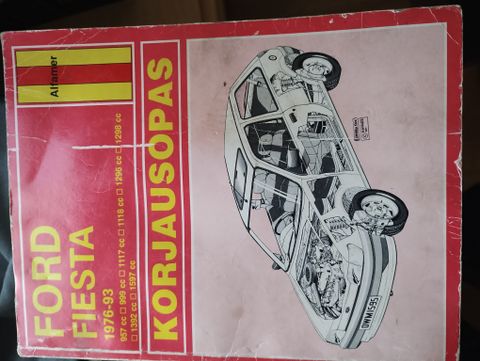 Alfamer
FORD
FIESTA
1976-93
957 cc □ 999 cc □ 1117 cc □ 1118 cc □ 1296 cc □ 1298 cc
□ 1392 cc □ 1597 cc
KORJAUSOPAS